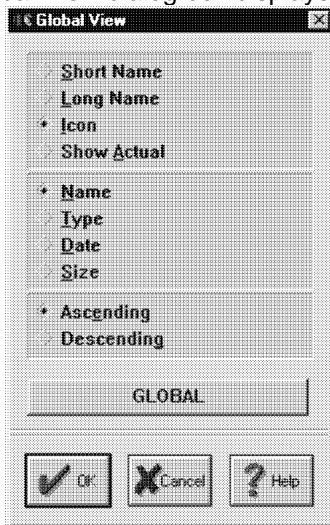 Global View
Short Name
Long Name
Icon
Show Actual
Name
Type
Date
Size
Ascending
Descending
GLOBAL
OK Cancel Help